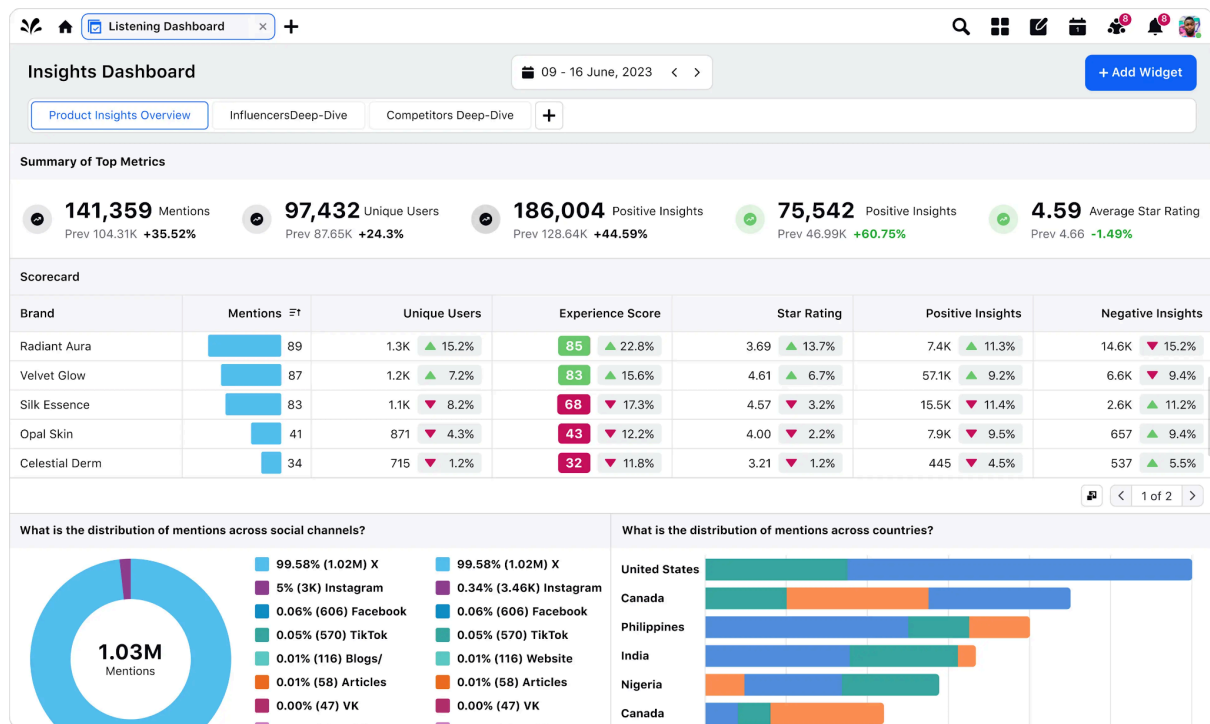 Listening Dashboard
8
8
Insights Dashboard
09 - 16 June, 2023
+ Add Widget
Product Insights Overview
InfluencersDeep-Dive
Competitors Deep-Dive
Summary of Top Metrics
141,359 Mentions
Prev 104.31K +35.52%
97,432 Unique Users
Prev 87.65K +24.3%
186,004 Positive Insights
Prev 128.64K +44.59%
75,542 Positive Insights
Prev 46.99K +60.75%
4.59 Average Star Rating
Prev 4.66 -1.49%
Scorecard
Brand Mentions Unique Users Experience Score Star Rating Positive Insights Negative Insights
Radiant Aura 89 1.3K 15.2% 85 22.8% 3.69 13.7% 7.4K 11.3% 14.6K 15.2%
Velvet Glow 87 1.2K 7.2% 83 15.6% 4.61 6.7% 57.1K 9.2% 6.6K 9.4%
Silk Essence 83 1.1K 8.2% 68 17.3% 4.57 3.2% 15.5K 11.4% 2.6K 11.2%
Opal Skin 41 871 4.3% 43 12.2% 4.00 2.2% 7.9K 9.5% 657 9.4%
Celestial Derm 34 715 1.2% 32 11.8% 3.21 1.2% 445 4.5% 537 5.5%
1 of 2
What is the distribution of mentions across social channels?
1.03M
Mentions
99.58% (1.02M) X
5% (3K) Instagram
0.06% (606) Facebook
0.05% (570) TikTok
0.01% (116) Blogs/
0.01% (58) Articles
0.00% (47) VK
99.58% (1.02M) X
0.34% (3.46K) Instagram
0.06% (606) Facebook
0.05% (570) TikTok
0.01% (116) Website
0.01% (58) Articles
0.00% (47) VK
What is the distribution of mentions across countries?
United States
Canada
Philippines
India
Nigeria
Canada